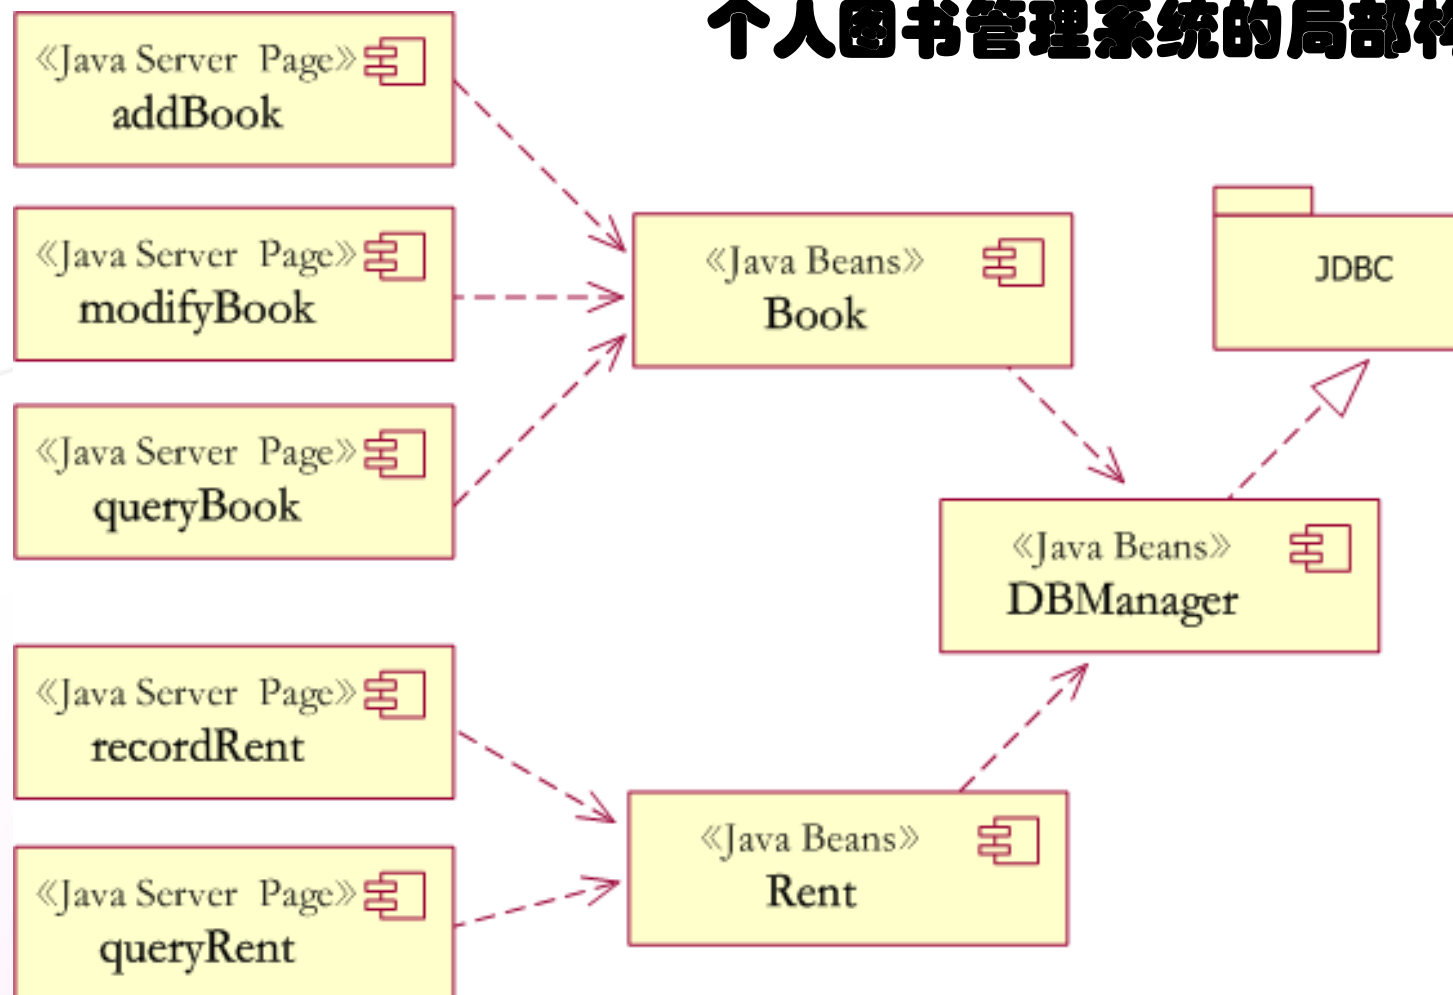 个人图书管理系统的局部构
《Java Server Page》
addBook
《Java Server Page》
modifyBook
《Java Server Page》
queryBook
《Java Beans》
Book
JDBC
《Java Beans》
DBManager
《Java Server Page》
recordRent
《Java Server Page》
queryRent
《Java Beans》
Rent